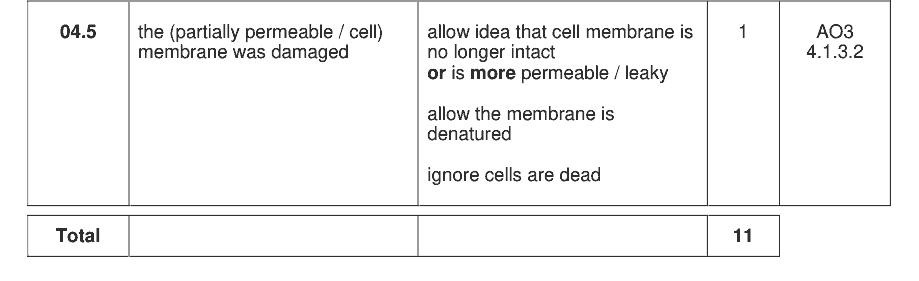 04.5 the (partially permeable / cell) allow idea that cell membrane is 1 AO3
membrane was damaged no longer intact 4.1.3.2
or is more permeable / leaky
allow the membrane is
denatured
ignore cells are dead
Total 11